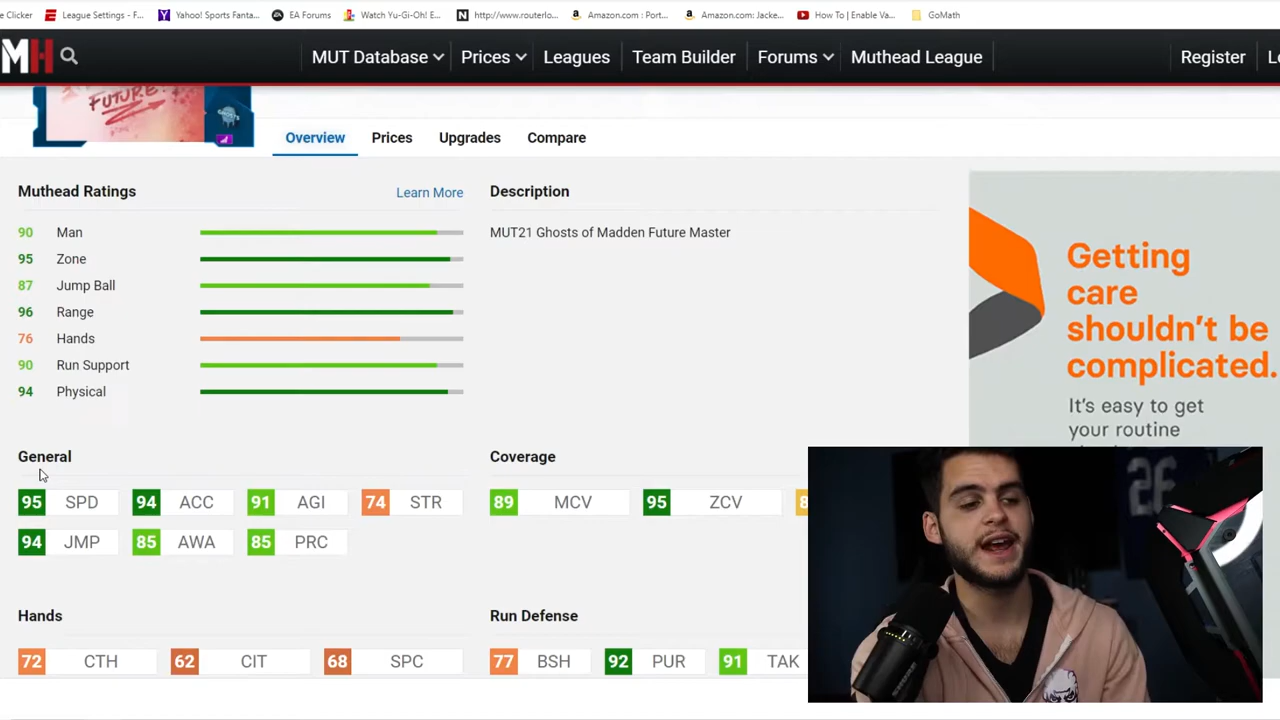 e Clicker
League Settings - F...
Yahoo! Sports Fanta...
EA Forums
Watch Yu-Gi-Oh! E...
http://www.routerlo...
Amazon.com : Port...
Amazon.com: Jacke...
How To | Enable Va...
GoMath
MH
MUT Database
Prices
Leagues
Team Builder
Forums
Muthead League
Register
Lo
FUTURE!
Overview
Prices
Upgrades
Compare
Muthead Ratings
Learn More
90 Man
95 Zone
87 Jump Ball
96 Range
76 Hands
90 Run Support
94 Physical
Description
MUT21 Ghosts of Madden Future Master
Getting
care
shouldn't be
complicated.
It's easy to get
your routine
General
95 SPD 94 ACC 91 AGI 74 STR
94 JMP 85 AWA 85 PRC
Coverage
89 MCV 95 ZCV 8
Hands
72 CTH 62 CIT 68 SPC
Run Defense
77 BSH 92 PUR 91 TAK
26